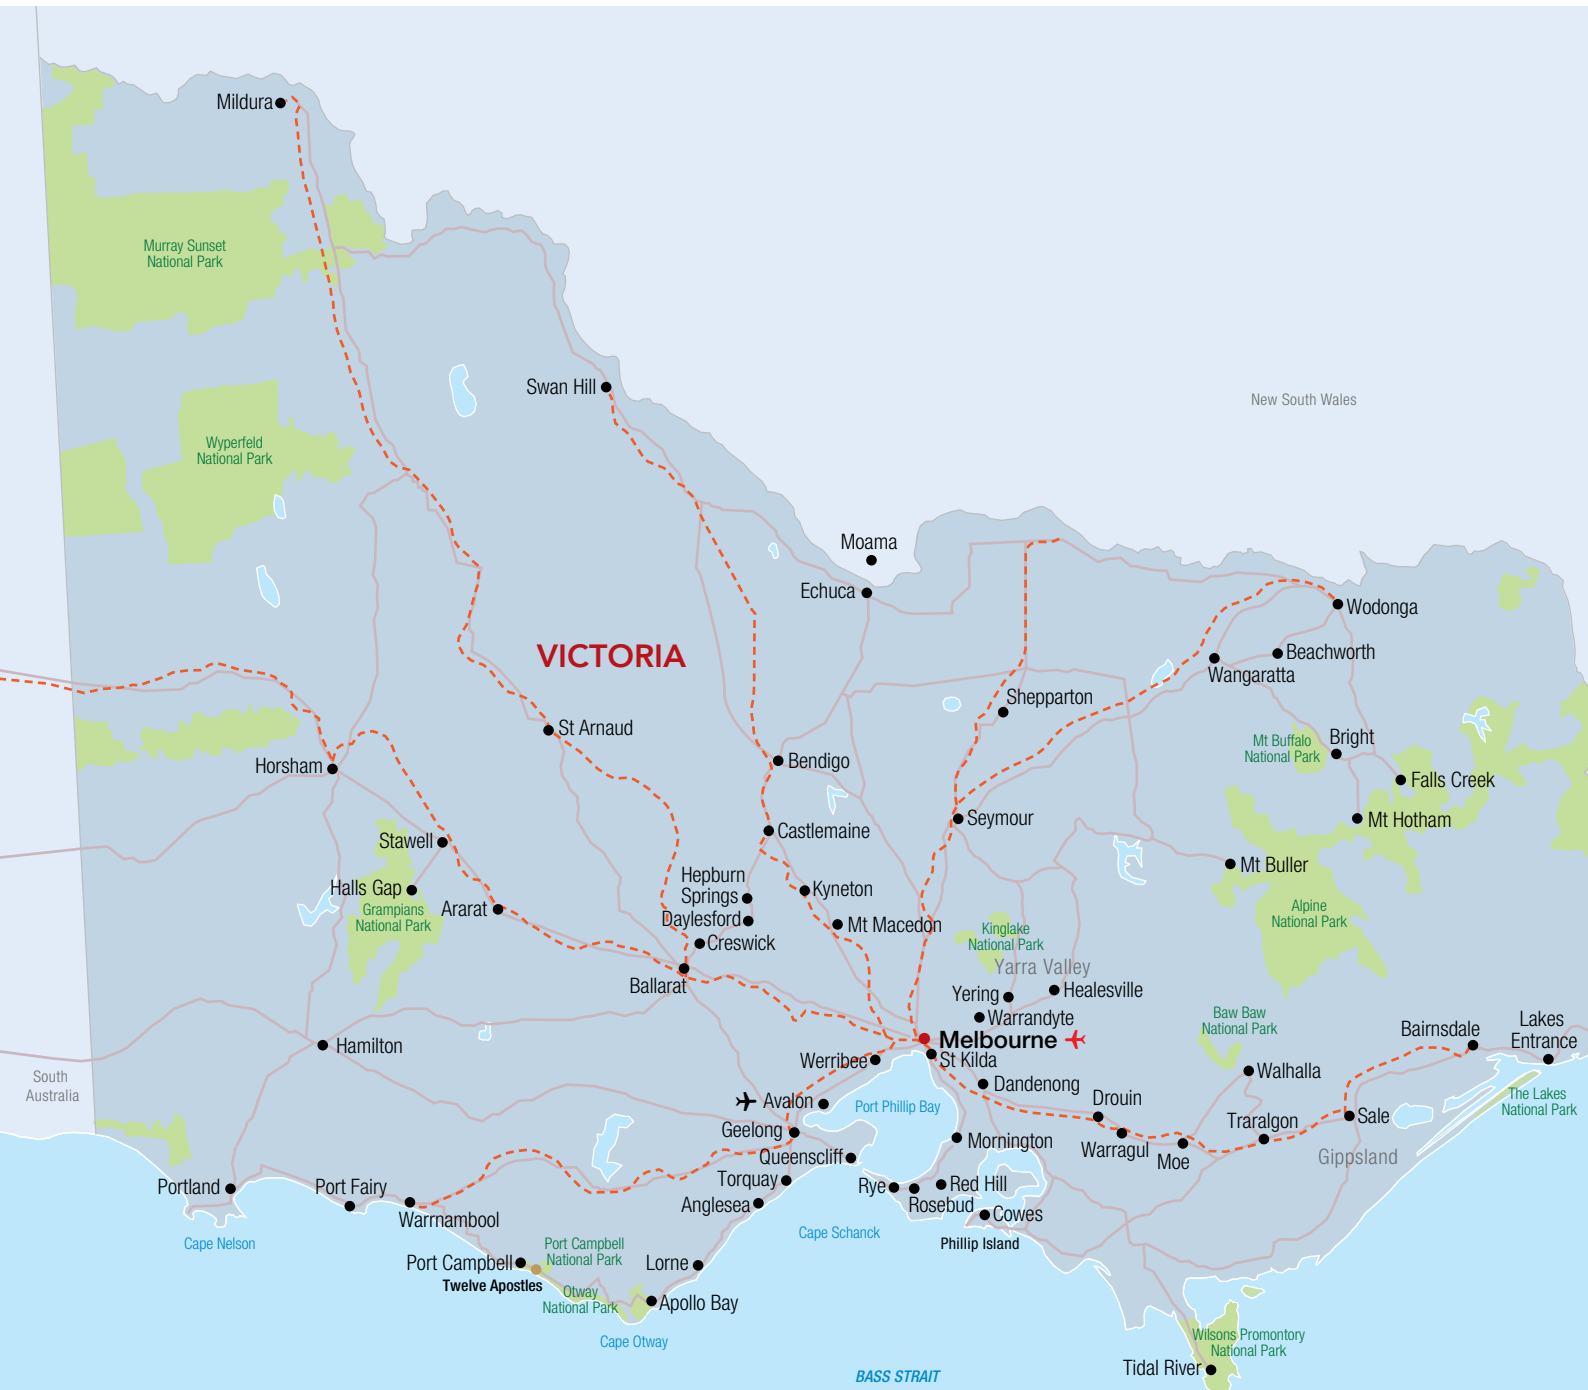 Mildura
Murray Sunset
National Park
Swan Hill
New South Wales
Wyperfeld
National Park
Moama
Echuca
Wodonga
VICTORIA
Beachworth
Wangaratta
Shepparton
St Arnaud
Mt Buffalo
National Park
Bright
Horsham
Bendigo
Falls Creek
Seymour
Mt Hotham
Castlemaine
Stawell
Mt Buller
Hepburn
Springs
Halls Gap
Kyneton
Grampians
National Park
Ararat
Daylesford
Alpine
National Park
Mt Macedon
Kinglake
National Park
Creswick
Yarra Valley
Ballarat
Yering
Healesville
Warrandyte
Baw Baw
National Park
Bairnsdale
Lakes
Entrance
Melbourne
Hamilton
Werribee
St Kilda
South
Australia
Walhalla
Dandenong
Avalon
Port Phillip Bay
Drouin
The Lakes
National Park
Traralgon
Sale
Geelong
Mornington
Warragul
Moe
Gippsland
Queenscliff
Torquay
Portland
Port Fairy
Rye
Red Hill
Anglesea
Rosebud
Cowes
Warrnambool
Cape Nelson
Cape Schanck
Phillip Island
Port Campbell
National Park
Port Campbell
Lorne
Twelve Apostles
Otway
National Park
Apollo Bay
Cape Otway
Wilsons Promontory
National Park
Tidal River
BASS STRAIT